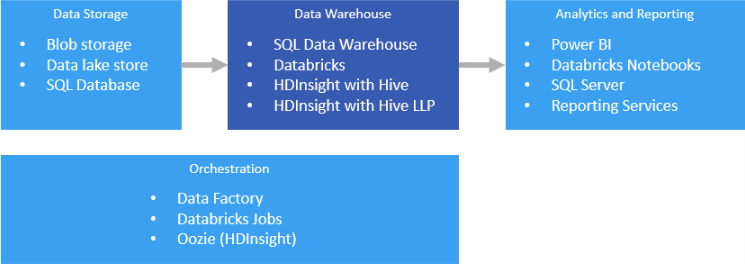 Data Storage
• Blob storage
• Data lake store
• SQL Database
Data Warehouse
• SQL Data Warehouse
• Databricks
• HDInsight with Hive
• HDInsight with Hive LLP
Analytics and Reporting
• Power BI
• Databricks Notebooks
• SQL Server
• Reporting Services
Orchestration
• Data Factory
• Databricks Jobs
• Oozie (HDInsight)